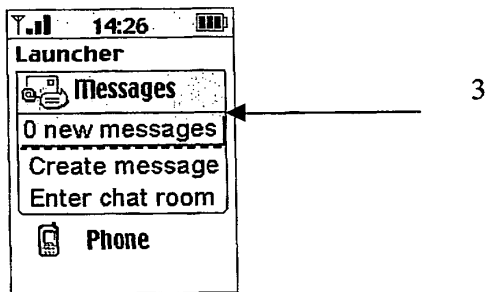 14:26
Launcher
Messages
3
0 new messages
Create message
Enter chat room
Phone